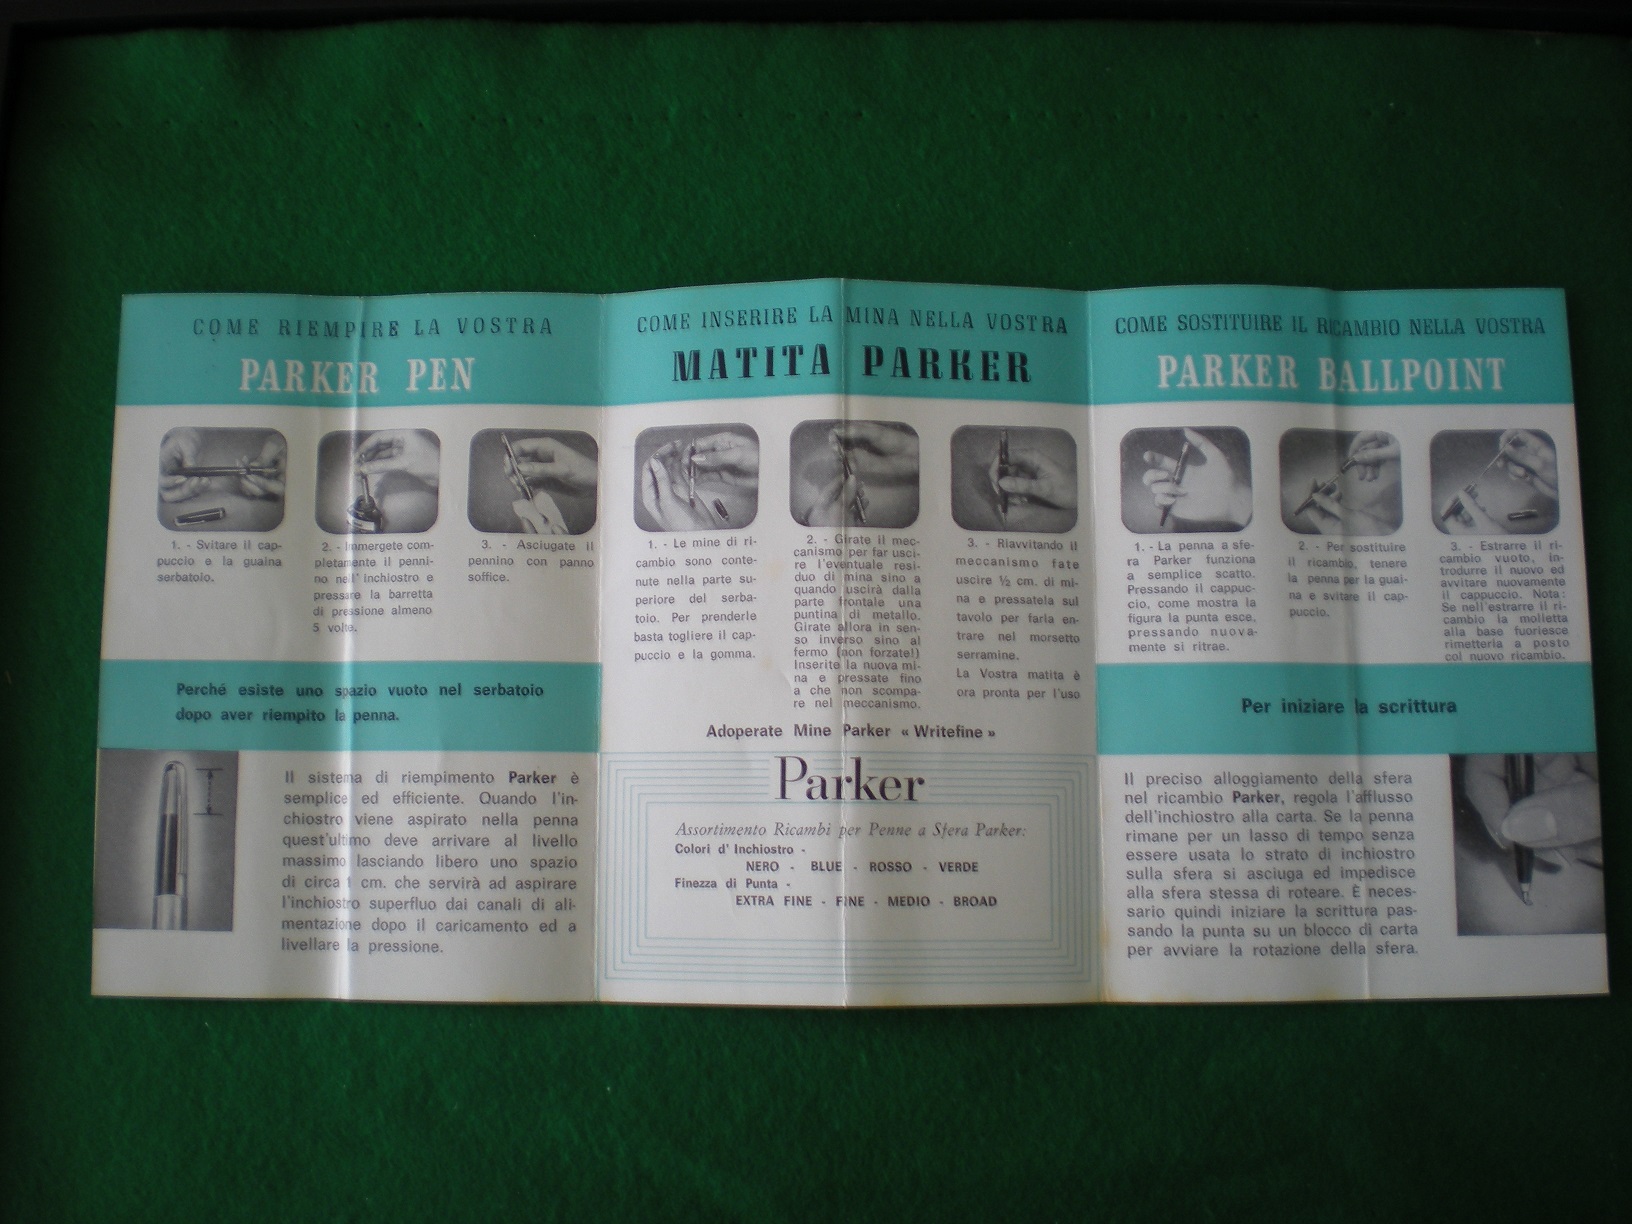 COME RIEMPIRE LA VOSTRA
PARKER PEN
1. - Svitare il cap-
puccio e la guaina
serbatoio.
2. - Immergete com-
pletamente il penni-
no nell' inchiostro e
pressare la barretta
di pressione almeno
5 volte.
3. - Asciugate il
pennino con panno
soffice.
Perché esiste uno spazio vuoto nel serbatoio
dopo aver riempito la penna.
Il sistema di riempimento Parker è
semplice ed efficiente. Quando l'in-
chiostro viene aspirato nella penna
quest'ultimo deve arrivare al livello
massimo lasciando libero uno spazio
di circa 1 cm. che servirà ad aspirare
l'inchiostro superfluo dai canali di ali-
mentazione dopo il caricamento ed a
livellare la pressione.
COME INSERIRE LA MINA NELLA VOSTRA
MATITA PARKER
1. - Le mine di ri-
cambio sono conte-
nute nella parte su-
periore del serba-
toio. Per prenderle
basta togliere il cap-
puccio e la gomma.
2. - Girate il mec-
canismo per far usci-
re l'eventuale resi-
duo di mina sino a
quando uscirà dalla
parte frontale una
puntina di metallo.
Girate allora in sen-
so inverso sino al
fermo (non forzate!)
Inserite la nuova mi-
na e pressate fino
a che non scompa-
re nel meccanismo.
3. - Riavvitando il
meccanismo fate
uscire ½ cm. di mi-
na e pressatela sul
tavolo per farla en-
trare nel morsetto
serramine.
La Vostra matita è
ora pronta per l'uso
Adoperate Mine Parker « Writefine »
Parker
Assortimento Ricambi per Penne a Sfera Parker:
Colori d' Inchiostro -
NERO - BLUE - ROSSO - VERDE
Finezza di Punta -
EXTRA FINE - FINE - MEDIO - BROAD
COME SOSTITUIRE IL RICAMBIO NELLA VOSTRA
PARKER BALLPOINT
1. - La penna a sfe-
ra Parker funziona
a semplice scatto.
Pressando il cappuc-
cio, come mostra la
figura la punta esce,
pressando nuova-
mente si ritrae.
2. - Per sostituire
il ricambio, tenere
la penna per la guai-
na e svitare il cap-
puccio.
3. - Estrarre il ri-
cambio vuoto, in-
trodurre il nuovo ed
avvitare nuovamente
il cappuccio. Nota:
Se nell'estrarre il ri-
cambio la molletta
alla base fuoriesce
rimetterla a posto
col nuovo ricambio.
Per iniziare la scrittura
Il preciso alloggiamento della sfera
nel ricambio Parker, regola l'afflusso
dell'inchiostro alla carta. Se la penna
rimane per un lasso di tempo senza
essere usata lo strato di inchiostro
sulla sfera si asciuga ed impedisce
alla sfera stessa di roteare. È neces-
sario quindi iniziare la scrittura pas-
sando la punta su un blocco di carta
per avviare la rotazione della sfera.